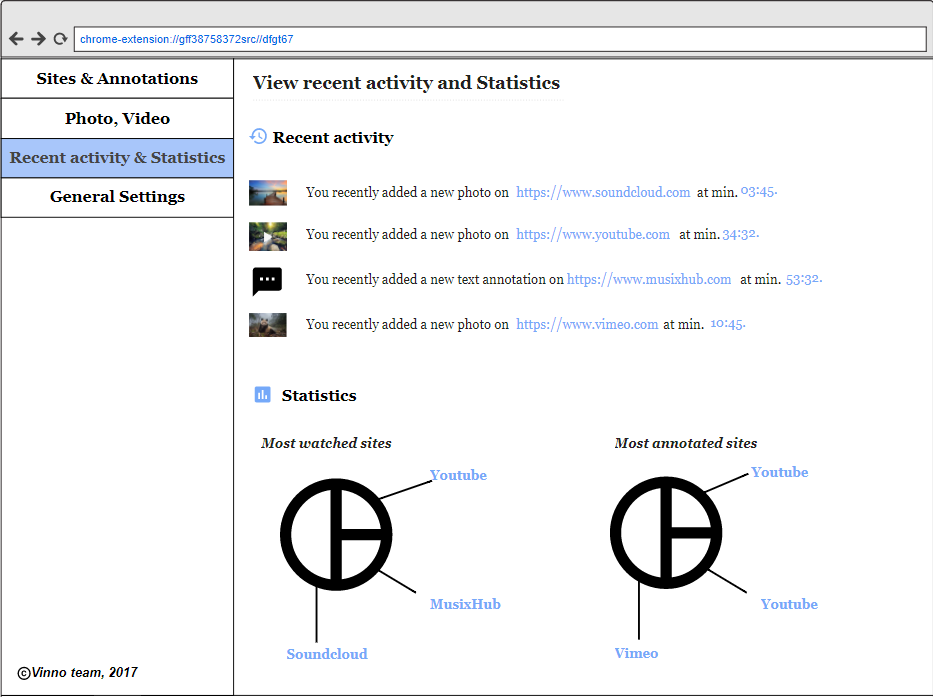 chrome-extension://gff38758372src//dfgt67
Sites & Annotations
Photo, Video
Recent activity & Statistics
General Settings
View recent activity and Statistics
Recent activity
You recently added a new photo on https://www.soundcloud.com at min. 03:45.
You recently added a new photo on https://www.youtube.com at min. 34:32.
You recently added a new text annotation on https://www.musixhub.com at min. 53:32.
You recently added a new photo on https://www.vimeo.com at min. 10:45.
Statistics
Most watched sites
Youtube
MusixHub
Soundcloud
Most annotated sites
Youtube
Youtube
Vimeo
©Vinno team, 2017